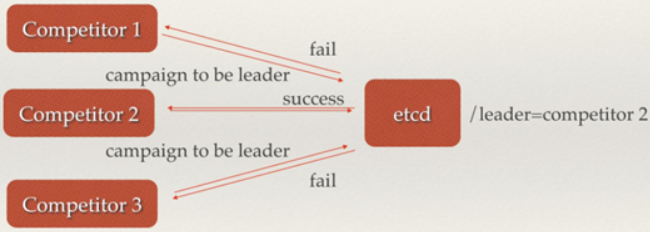 Competitor 1
fail
campaign to be leader
success
Competitor 2
etcd
/leader=competitor 2
campaign to be leader
fail
Competitor 3